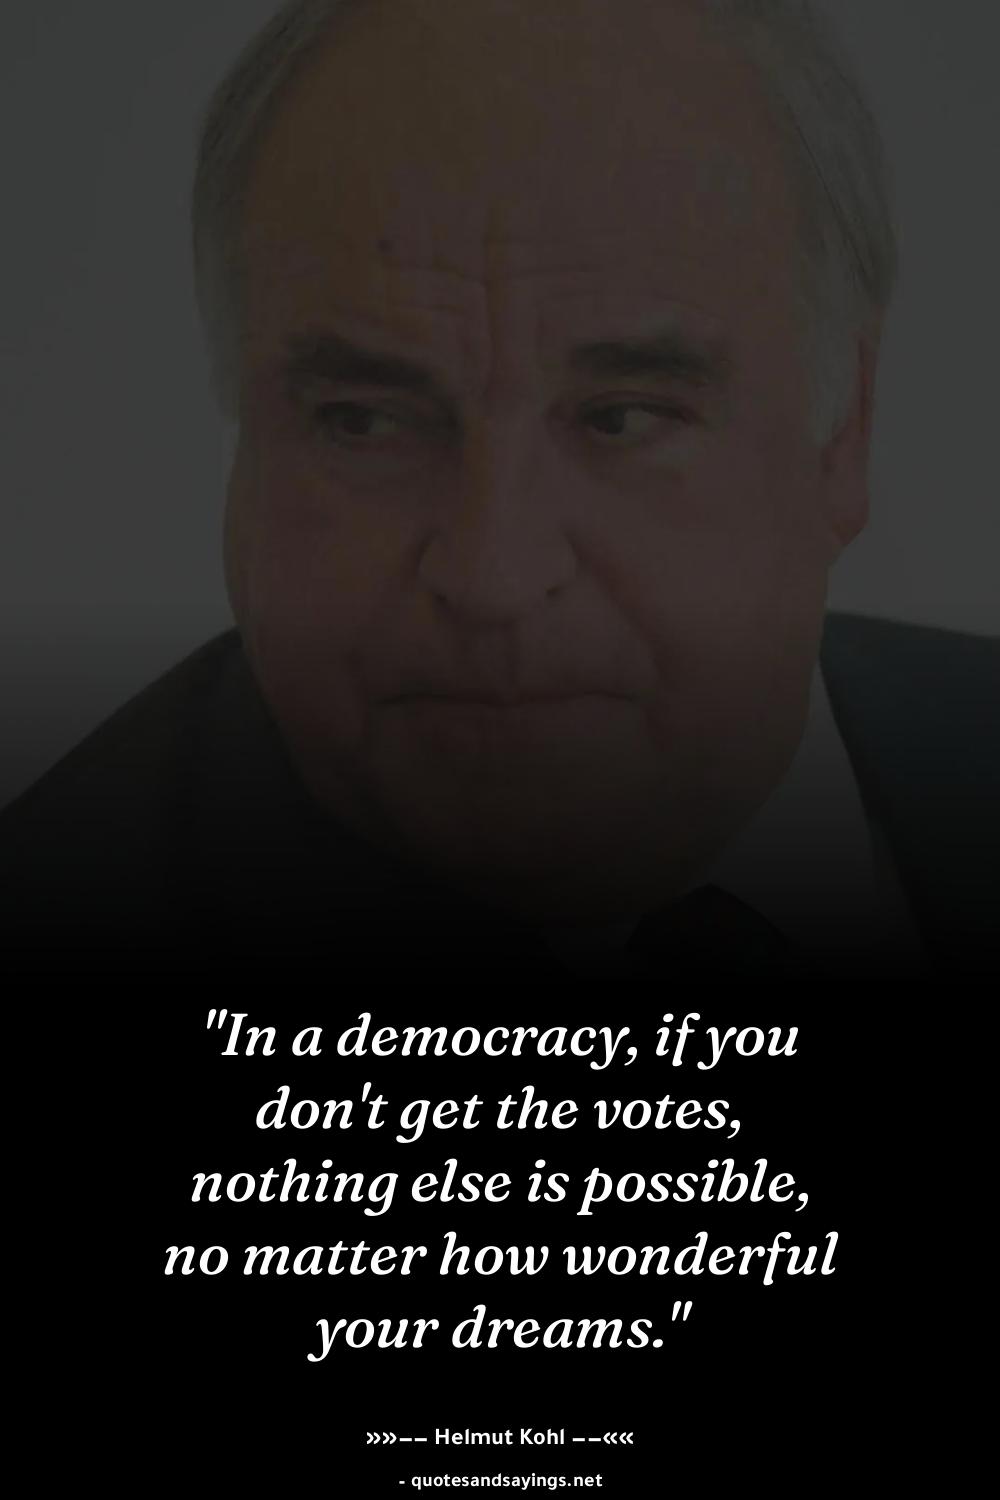 "In a democracy, if you
don't get the votes,
nothing else is possible,
no matter how wonderful
your dreams."
»»–– Helmut Kohl ––««
- quotesandsayings.net